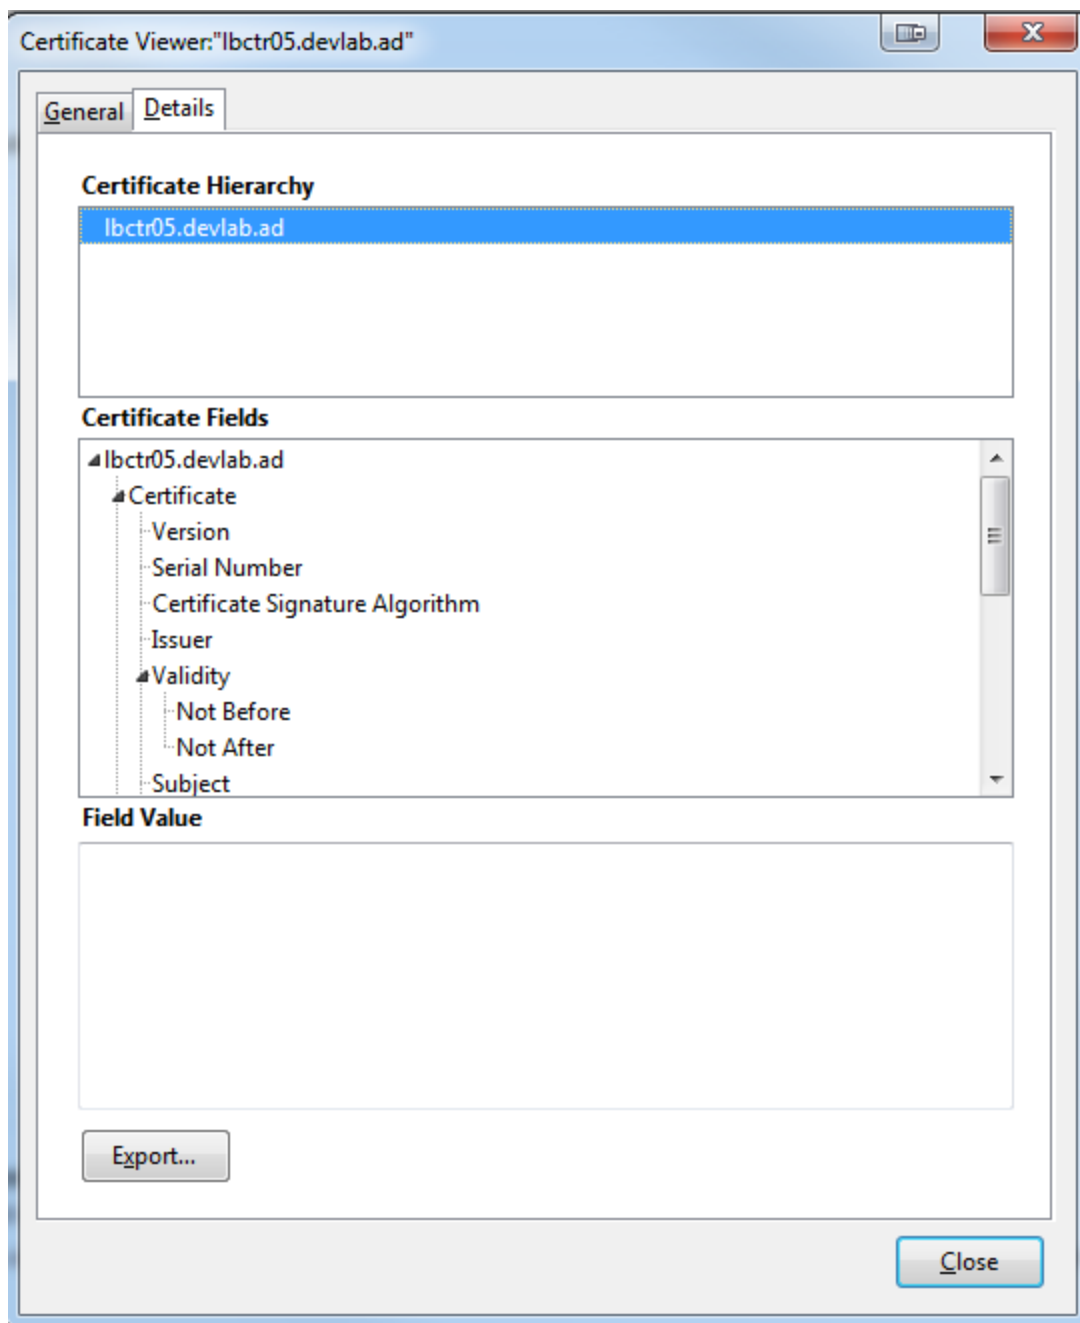 Certificate Viewer:"lbctr05.devlab.ad"
General Details
Certificate Hierarchy
lbctr05.devlab.ad
Certificate Fields
lbctr05.devlab.ad
Certificate
Version
Serial Number
Certificate Signature Algorithm
Issuer
Validity
Not Before
Not After
Subject
Field Value
Export...
Close